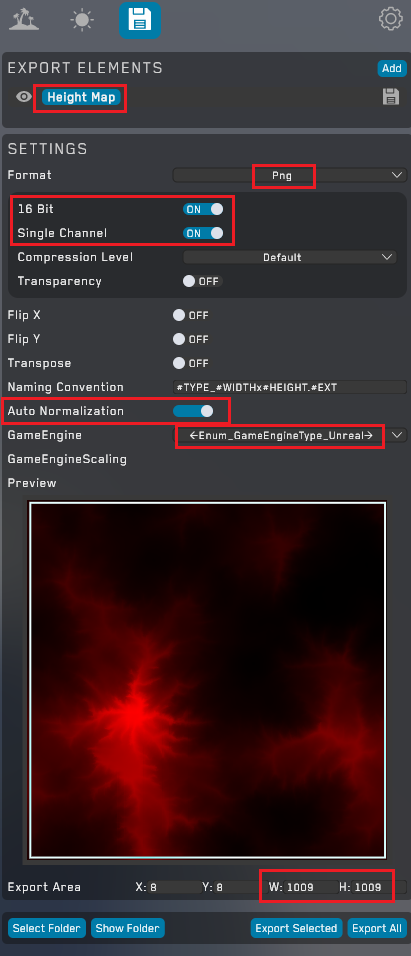 EXPORT ELEMENTS Add
Height Map
SETTINGS
Format Png
16 Bit ON
Single Channel ON
Compression Level Default
Transparency OFF
Flip X OFF
Flip Y OFF
Transpose OFF
Naming Convention #TYPE_#WIDTHx#HEIGHT.#EXT
Auto Normalization
GameEngine <-Enum_GameEngineType_Unreal->
GameEngineScaling
Preview
Export Area X: 8 Y: 8 W: 1009 H: 1009
Select Folder Show Folder Export Selected Export All